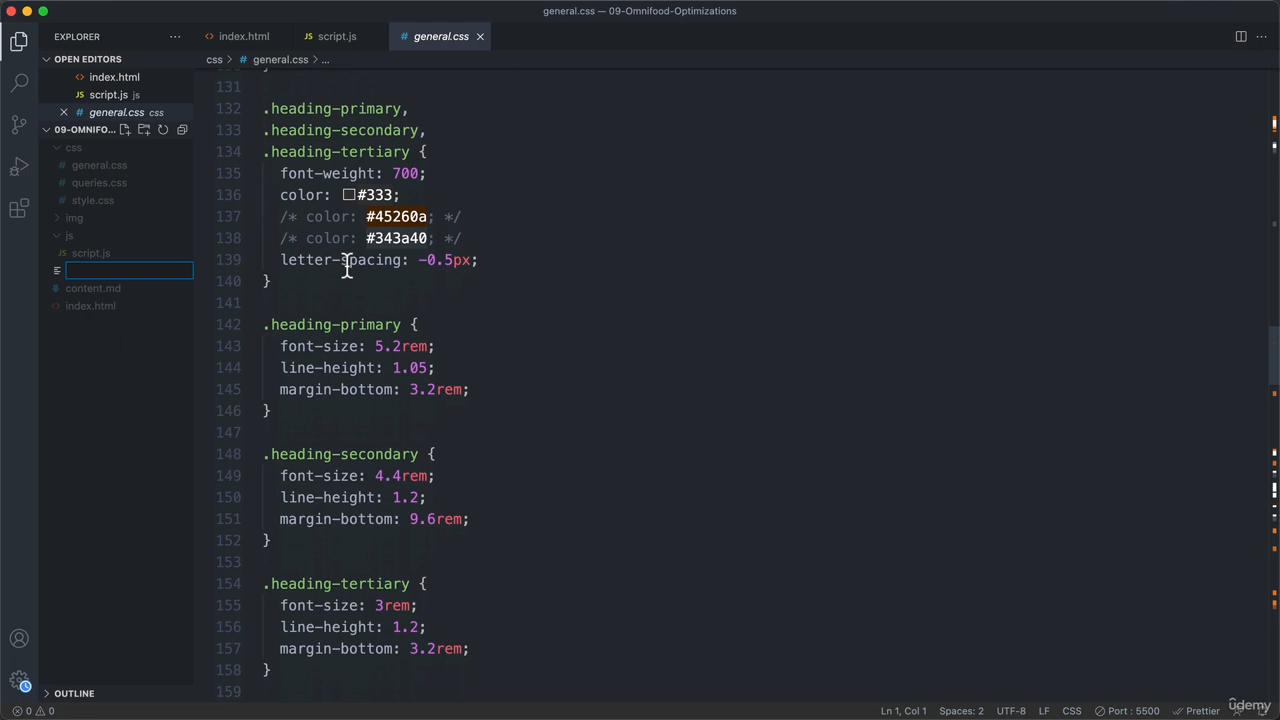 general.css — 09-Omnifood-Optimizations
EXPLORER
index.html
script.js
general.css
OPEN EDITORS
css
general.css
...
index.html
script.js js
general.css css
09-OMNIFO...
css
general.css
queries.css
style.css
img
js
script.js
content.md
index.html
131
132 .heading-primary,
133 .heading-secondary,
134 .heading-tertiary {
135 font-weight: 700;
136 color: #333;
137 /* color: #45260a; */
138 /* color: #343a40; */
139 letter-spacing: -0.5px;
140 }
141
142 .heading-primary {
143 font-size: 5.2rem;
144 line-height: 1.05;
145 margin-bottom: 3.2rem;
146 }
147
148 .heading-secondary {
149 font-size: 4.4rem;
150 line-height: 1.2;
151 margin-bottom: 9.6rem;
152 }
153
154 .heading-tertiary {
155 font-size: 3rem;
156 line-height: 1.2;
157 margin-bottom: 3.2rem;
158 }
159
OUTLINE
0 0
Ln 1, Col 1
Spaces: 2
UTF-8
LF
CSS
Port : 5500
Prettier
udemy